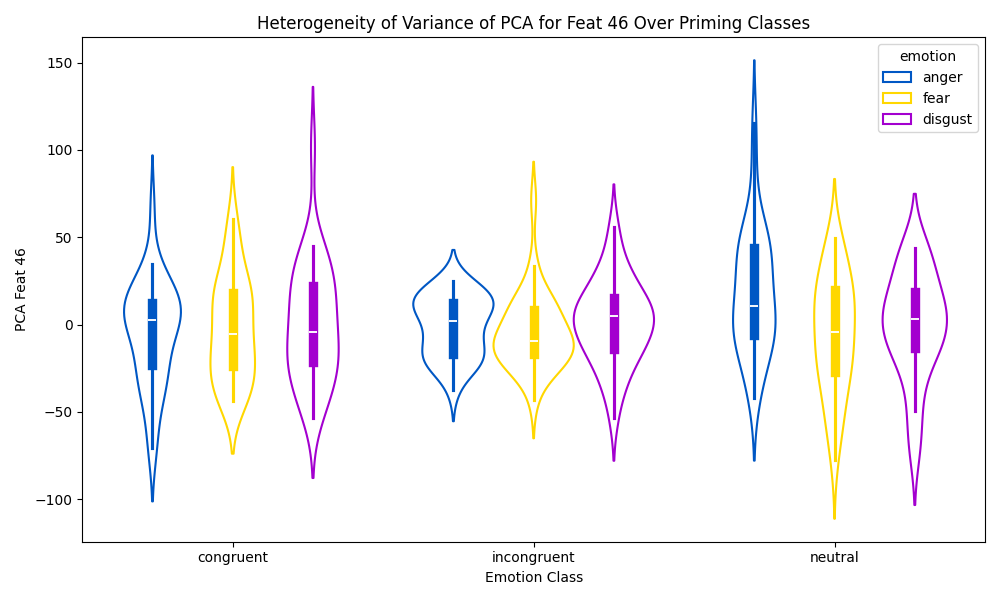 Heterogeneity of Variance of PCA for Feat 46 Over Priming Classes
emotion
anger
fear
disgust
PCA Feat 46
150
100
50
0
−50
−100
congruent
incongruent
neutral
Emotion Class